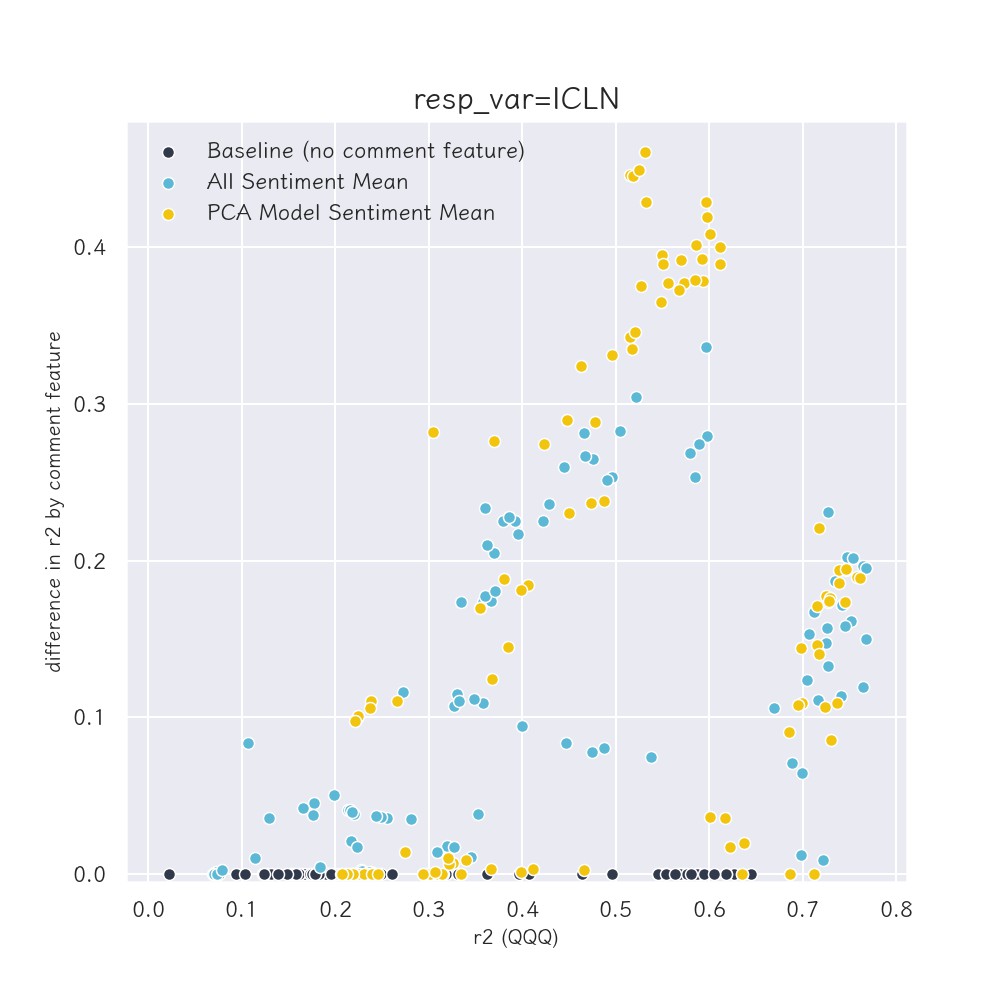 resp_var=ICLN
Baseline (no comment feature)
All Sentiment Mean
PCA Model Sentiment Mean
difference in r2 by comment feature
0.4
0.3
0.2
0.1
0.0
0.0 0.1 0.2 0.3 0.4 0.5 0.6 0.7 0.8
r2 (QQQ)